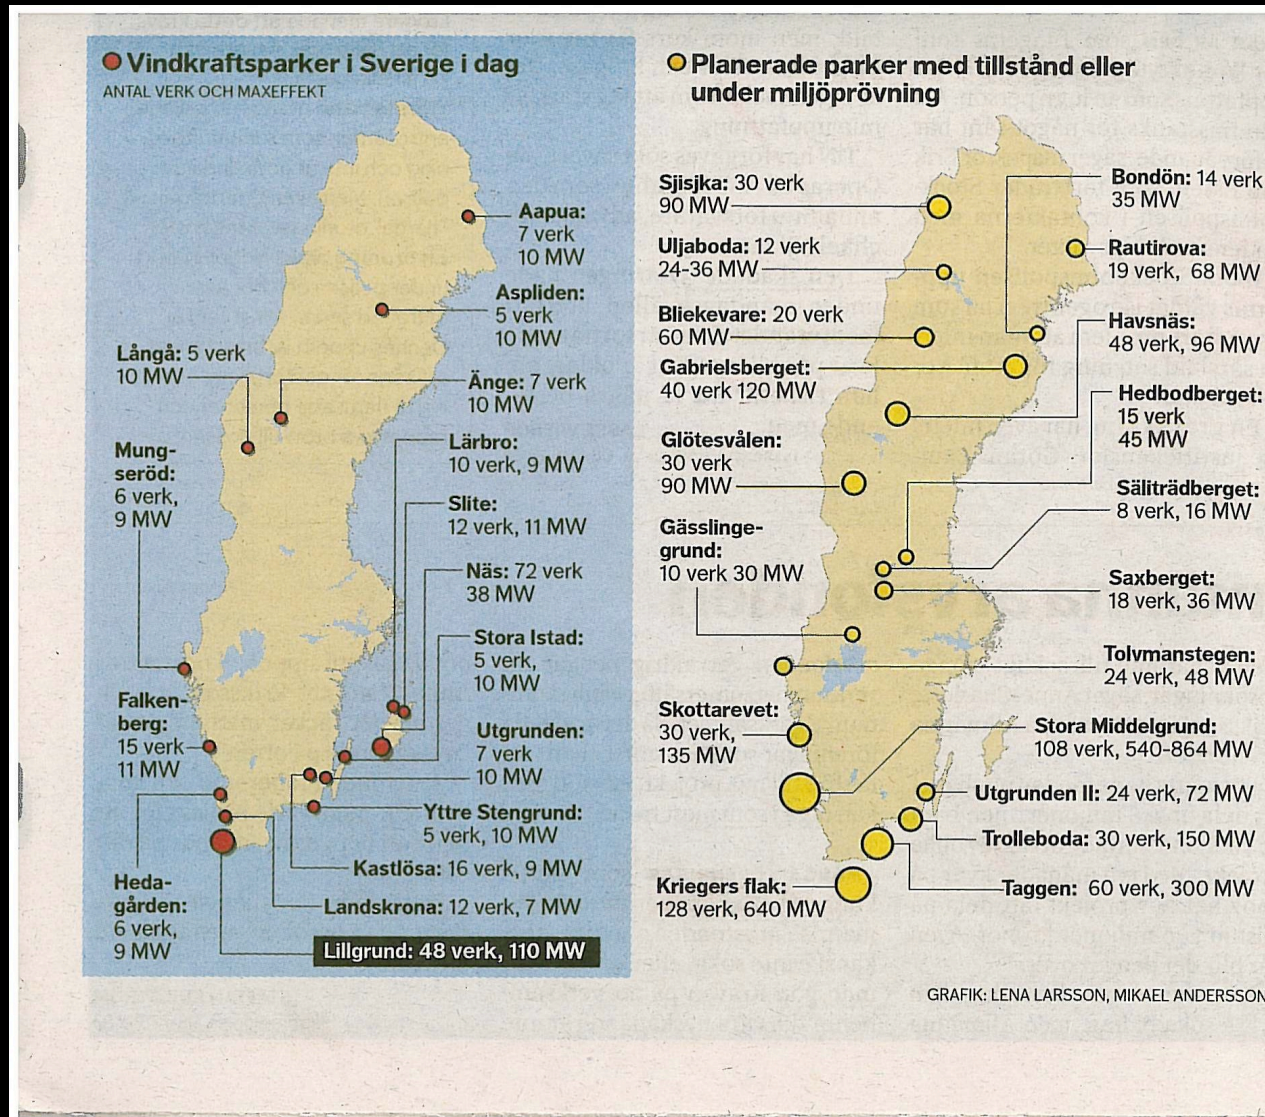 Vindkraftsparker i Sverige i dag
ANTAL VERK OCH MAXEFFEKT
Aapua:
7 verk
10 MW
Aspliden:
5 verk
10 MW
Långå: 5 verk
10 MW
Änge: 7 verk
10 MW
Mung-
seröd:
6 verk,
9 MW
Lärbro:
10 verk, 9 MW
Slite:
12 verk, 11 MW
Näs: 72 verk
38 MW
Stora Istad:
5 verk,
10 MW
Falken-
berg:
15 verk
11 MW
Utgrunden:
7 verk
10 MW
Yttre Stengrund:
5 verk, 10 MW
Kastlösa: 16 verk, 9 MW
Heda-
gården:
6 verk,
9 MW
Landskrona: 12 verk, 7 MW
Lillgrund: 48 verk, 110 MW
Planerade parker med tillstånd eller
under miljöprövning
Sjisjka: 30 verk
90 MW
Bondön: 14 verk
35 MW
Uljaboda: 12 verk
24-36 MW
Rautirova:
19 verk, 68 MW
Bliekevare: 20 verk
60 MW
Havsnäs:
48 verk, 96 MW
Gabrielsberget:
40 verk 120 MW
Hedbodberget:
15 verk
45 MW
Glötesvålen:
30 verk
90 MW
Säliträdberget:
8 verk, 16 MW
Gässlinge-
grund:
10 verk 30 MW
Saxberget:
18 verk, 36 MW
Tolvmanstegen:
24 verk, 48 MW
Skottarevet:
30 verk,
135 MW
Stora Middelgrund:
108 verk, 540-864 MW
Utgrunden II: 24 verk, 72 MW
Trolleboda: 30 verk, 150 MW
Kriegers flak:
128 verk, 640 MW
Taggen: 60 verk, 300 MW
GRAFIK: LENA LARSSON, MIKAEL ANDERSSON